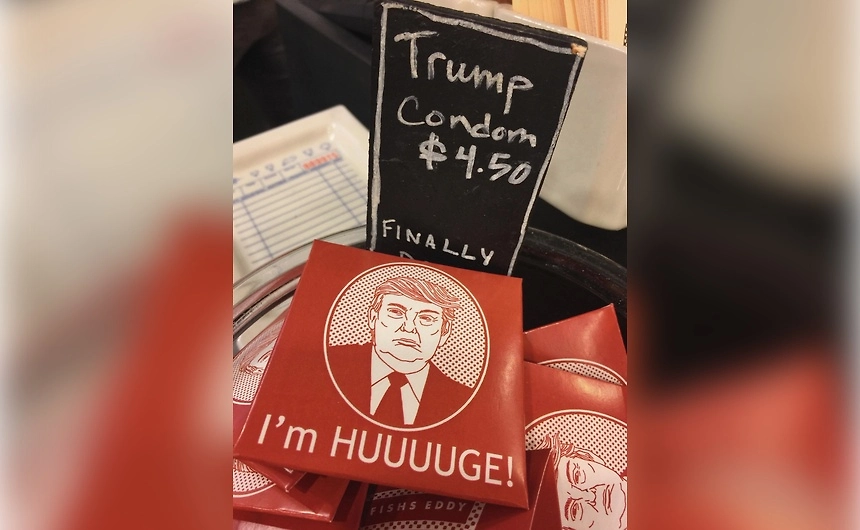 Trump
Condom
$4.50
FINALLY
I'm HUUUUGE!
FISHS EDDY